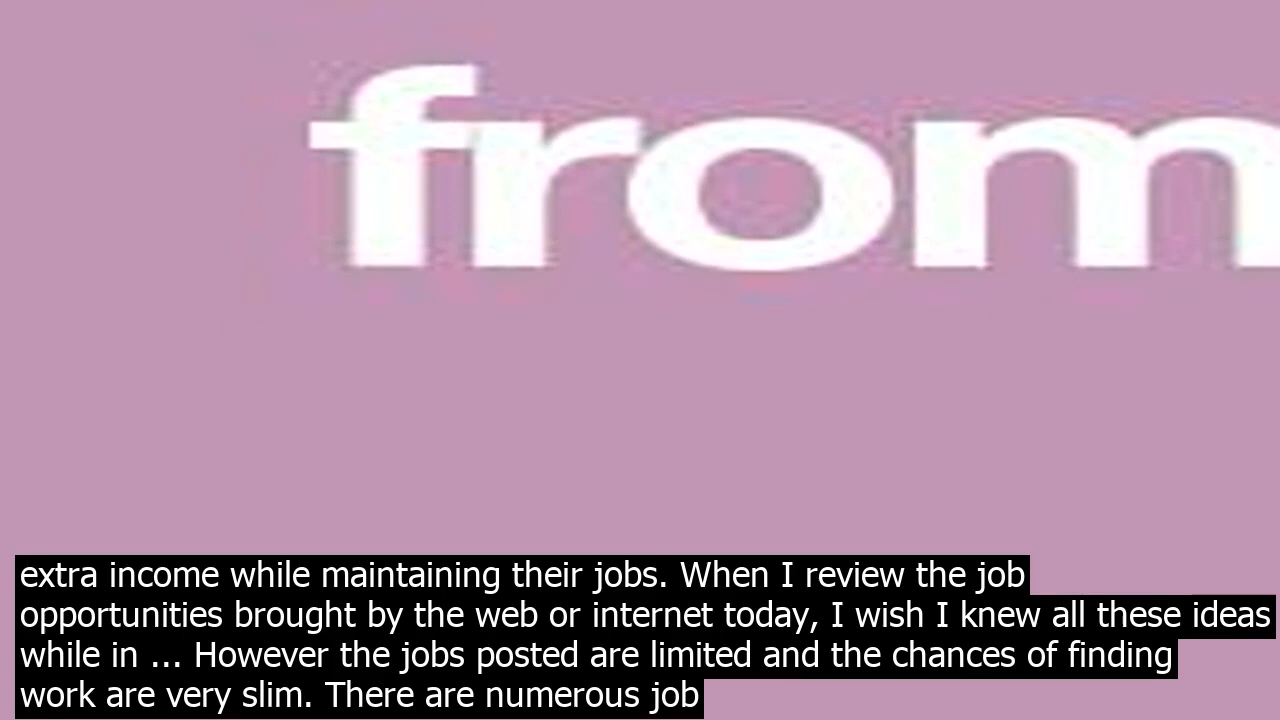 from
extra income while maintaining their jobs. When I review the job
opportunities brought by the web or internet today, I wish I knew all these ideas
while in ... However the jobs posted are limited and the chances of finding
work are very slim. There are numerous job